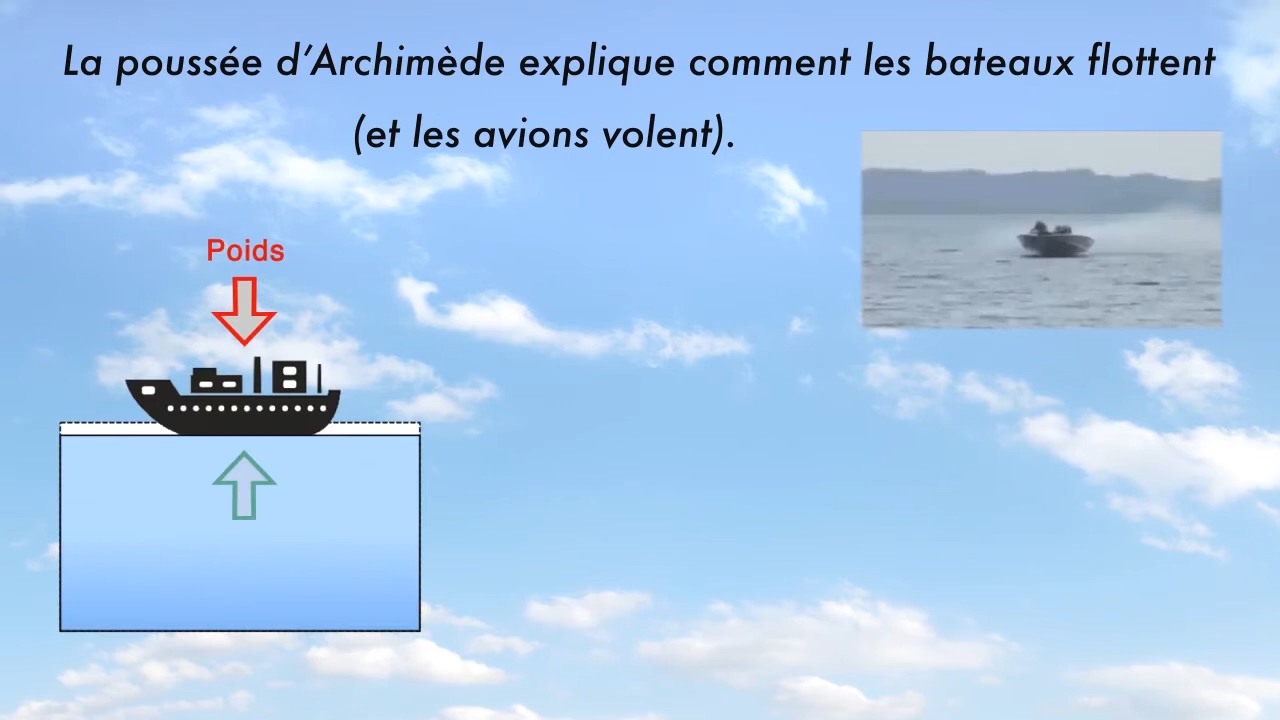 La poussée d’Archimède explique comment les bateaux flottent
(et les avions volent).
Poids